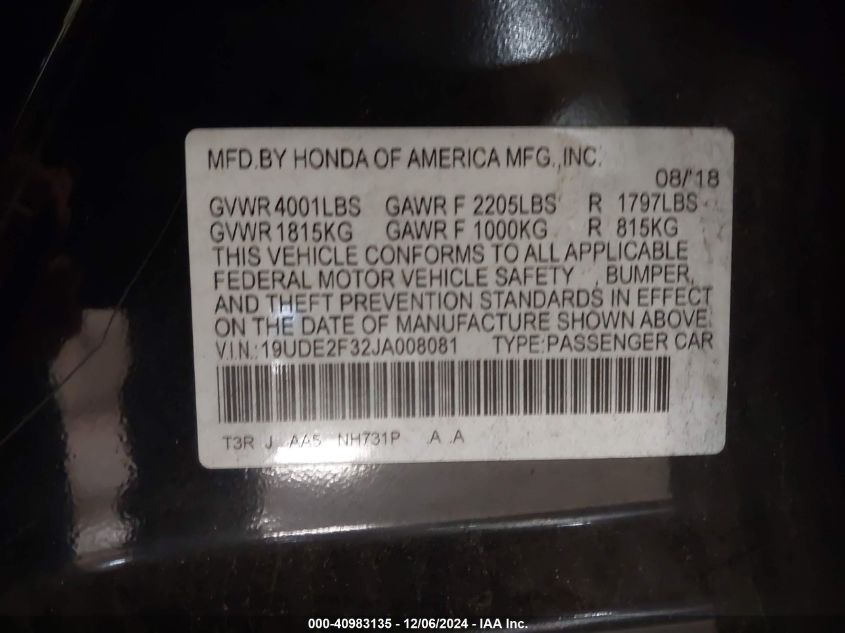 MFD.BY HONDA OF AMERICA MFG.,INC.
08/'18
GVWR 4001LBS GAWR F 2205LBS R 1797LBS
GVWR 1815KG GAWR F 1000KG R 815KG
THIS VEHICLE CONFORMS TO ALL APPLICABLE
FEDERAL MOTOR VEHICLE SAFETY , BUMPER,
AND THEFT PREVENTION STANDARDS IN EFFECT
ON THE DATE OF MANUFACTURE SHOWN ABOVE.
V.I.N.: 19UDE2F32JA008081 TYPE:PASSENGER CAR
T3R J AA5 NH731P .A .A
000-40983135 - 12/06/2024 - IAA Inc.